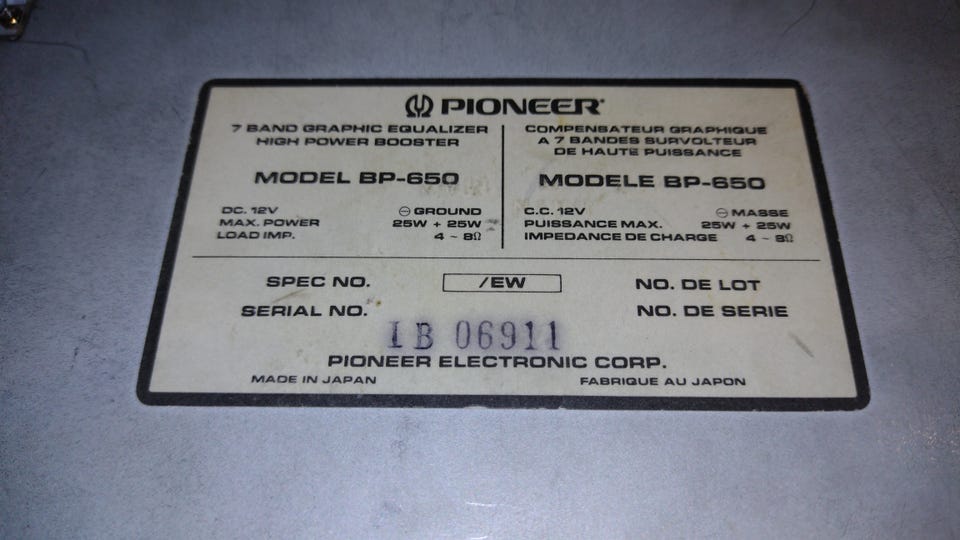 PIONEER®
7 BAND GRAPHIC EQUALIZER
HIGH POWER BOOSTER
MODEL BP-650
DC. 12V ⊖ GROUND
MAX. POWER 25W + 25W
LOAD IMP. 4 ~ 8Ω
COMPENSATEUR GRAPHIQUE
A 7 BANDES SURVOLTEUR
DE HAUTE PUISSANCE
MODELE BP-650
C.C. 12V ⊖ MASSE
PUISSANCE MAX. 25W + 25W
IMPEDANCE DE CHARGE 4 ~ 8Ω
SPEC NO. /EW NO. DE LOT
SERIAL NO. NO. DE SERIE
IB 06911
PIONEER ELECTRONIC CORP.
MADE IN JAPAN FABRIQUE AU JAPON